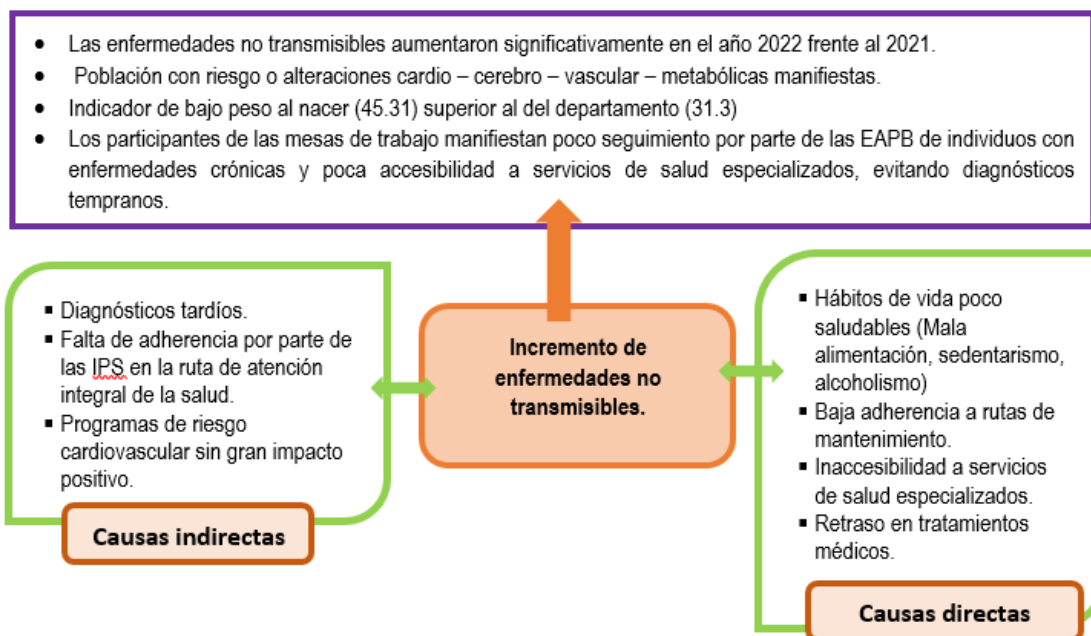 • Las enfermedades no transmisibles aumentaron significativamente en el año 2022 frente al 2021.
• Población con riesgo o alteraciones cardio – cerebro – vascular – metabólicas manifiestas.
• Indicador de bajo peso al nacer (45.31) superior al del departamento (31.3)
• Los participantes de las mesas de trabajo manifiestan poco seguimiento por parte de las EAPB de individuos con
enfermedades crónicas y poca accesibilidad a servicios de salud especializados, evitando diagnósticos
tempranos.
▪ Diagnósticos tardíos.
▪ Falta de adherencia por parte de
las IPS en la ruta de atención
integral de la salud.
▪ Programas de riesgo
cardiovascular sin gran impacto
positivo.
Causas indirectas
Incremento de
enfermedades no
transmisibles.
▪ Hábitos de vida poco
saludables (Mala
alimentación, sedentarismo,
alcoholismo)
▪ Baja adherencia a rutas de
mantenimiento.
▪ Inaccesibilidad a servicios
de salud especializados.
▪ Retraso en tratamientos
médicos.
Causas directas